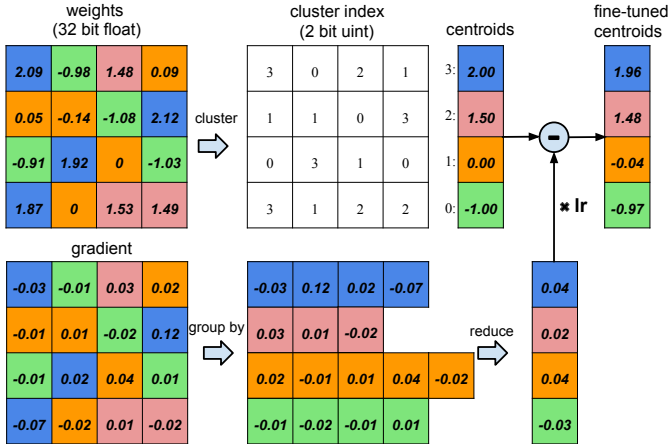 weights
(32 bit float)
cluster index
(2 bit uint)
centroids
fine-tuned
centroids
2.09 -0.98 1.48 0.09
0.05 -0.14 -1.08 2.12
-0.91 1.92 0 -1.03
1.87 0 1.53 1.49
cluster
3 0 2 1
1 1 0 3
0 3 1 0
3 1 2 2
3: 2.00
2: 1.50
1: 0.00
0: -1.00
-
× lr
1.96
1.48
-0.04
-0.97
gradient
-0.03 -0.01 0.03 0.02
-0.01 0.01 -0.02 0.12
-0.01 0.02 0.04 0.01
-0.07 -0.02 0.01 -0.02
group by
-0.03 0.12 0.02 -0.07
0.03 0.01 -0.02
0.02 -0.01 0.01 0.04 -0.02
-0.01 -0.02 -0.01 0.01
reduce
0.04
0.02
0.04
-0.03